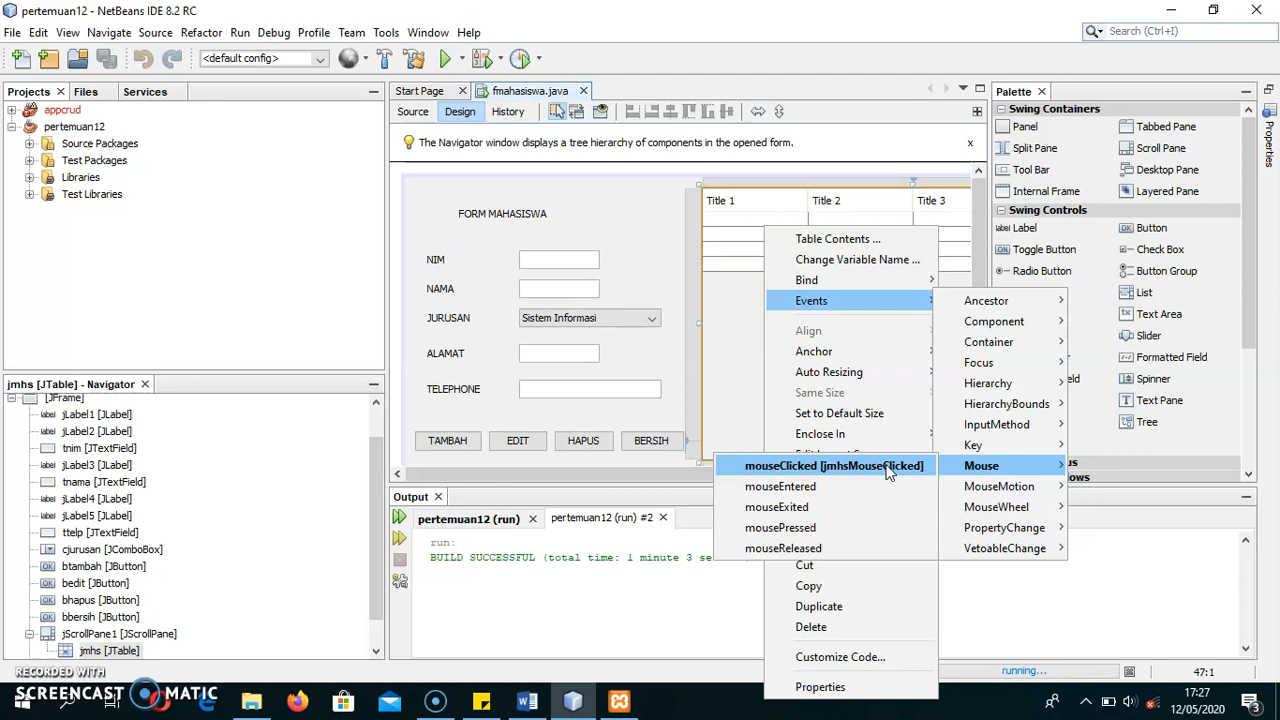 pertemuan12 - NetBeans IDE 8.2 RC
File Edit View Navigate Source Refactor Run Debug Profile Team Tools Window Help
Search (Ctrl+I)
<default config>
Projects Files Services
appcrud
pertemuan12
Source Packages
Test Packages
Libraries
Test Libraries
Start Page fmahasiswa.java
Source Design History
The Navigator window displays a tree hierarchy of components in the opened form. x
FORM MAHASISWA
NIM
NAMA
JURUSAN Sistem Informasi
ALAMAT
TELEPHONE
TAMBAH EDIT HAPUS BERSIH
Title 1 Title 2 Title 3
Table Contents ...
Change Variable Name ...
Bind
Events
Align
Anchor
Auto Resizing
Same Size
Set to Default Size
Enclose In
Cut
Copy
Duplicate
Delete
Customize Code...
Properties
Ancestor
Component
Container
Focus
Hierarchy
HierarchyBounds
InputMethod
Key
Mouse
MouseMotion
MouseWheel
PropertyChange
VetoableChange
mouseClicked [jmhsMouseClicked]
mouseEntered
mouseExited
mousePressed
mouseReleased
Palette
Swing Containers
Panel Tabbed Pane
Split Pane Scroll Pane
Tool Bar Desktop Pane
Internal Frame Layered Pane
Swing Controls
Label Button
Toggle Button Check Box
Radio Button Button Group
List
Text Area
Slider
Formatted Field
Spinner
Text Pane
Tree
Properties
jmhs [JTable] - Navigator
[JFrame]
jLabel1 [JLabel]
jLabel2 [JLabel]
tnim [JTextField]
jLabel3 [JLabel]
tnama [JTextField]
jLabel4 [JLabel]
jLabel5 [JLabel]
ttelp [JTextField]
cjurusan [JComboBox]
btambah [JButton]
bedit [JButton]
bhapus [JButton]
bbersih [JButton]
jScrollPane1 [JScrollPane]
jmhs [JTable]
Output
pertemuan12 (run) pertemuan12 (run) #2
run:
BUILD SUCCESSFUL (total time: 1 minute 3 se
running...
47:1
RECORDED WITH
SCREENCAST MATIC
17:27
12/05/2020
3